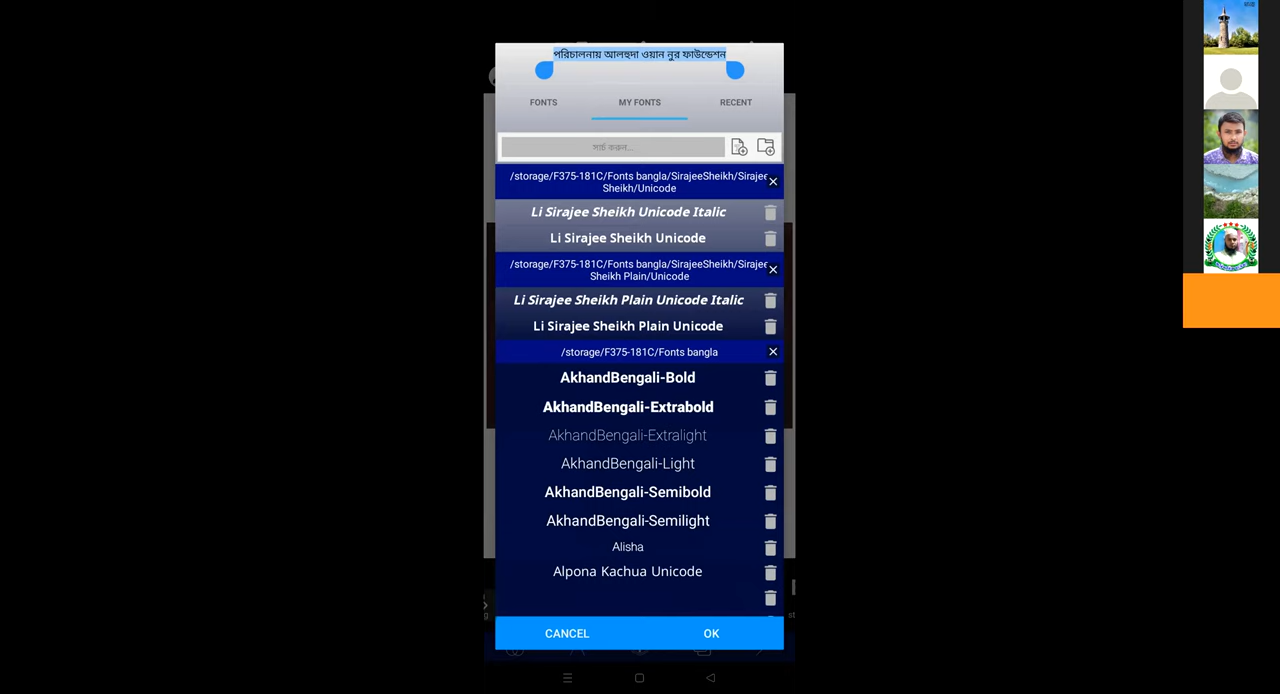 পরিচালনায় আলহুদা ওয়ান নুর ফাউন্ডেশন
FONTS
MY FONTS
RECENT
সার্চ করুন...
/storage/F375-181C/Fonts bangla/SirajeeSheikh/Sirajee
Sheikh/Unicode
Li Sirajee Sheikh Unicode Italic
Li Sirajee Sheikh Unicode
/storage/F375-181C/Fonts bangla/SirajeeSheikh/Sirajee
Sheikh Plain/Unicode
Li Sirajee Sheikh Plain Unicode Italic
Li Sirajee Sheikh Plain Unicode
/storage/F375-181C/Fonts bangla
AkhandBengali-Bold
AkhandBengali-Extrabold
AkhandBengali-Extralight
AkhandBengali-Light
AkhandBengali-Semibold
AkhandBengali-Semilight
Alisha
Alpona Kachua Unicode
CANCEL
OK